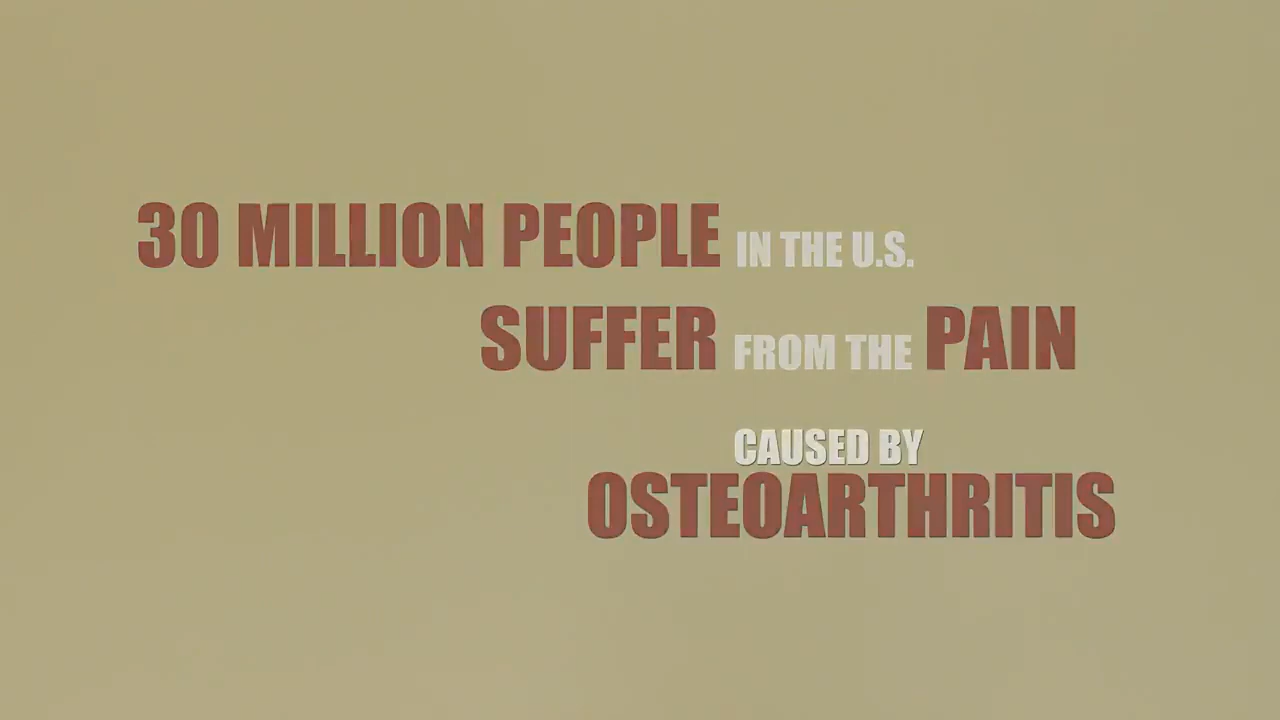 30 MILLION PEOPLE IN THE U.S.
SUFFER FROM THE PAIN
CAUSED BY
OSTEOARTHRITIS